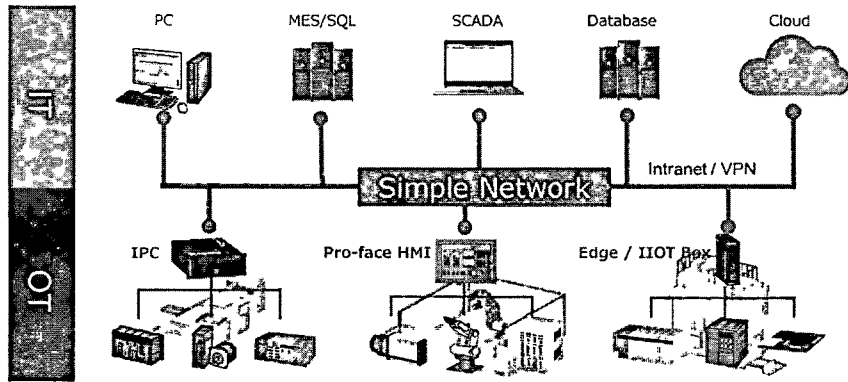 PC
MES/SQL
SCADA
Database
Cloud
IT
Intranet / VPN
Simple Network
IPC
Pro-face HMI
Edge / IIOT Box
OT